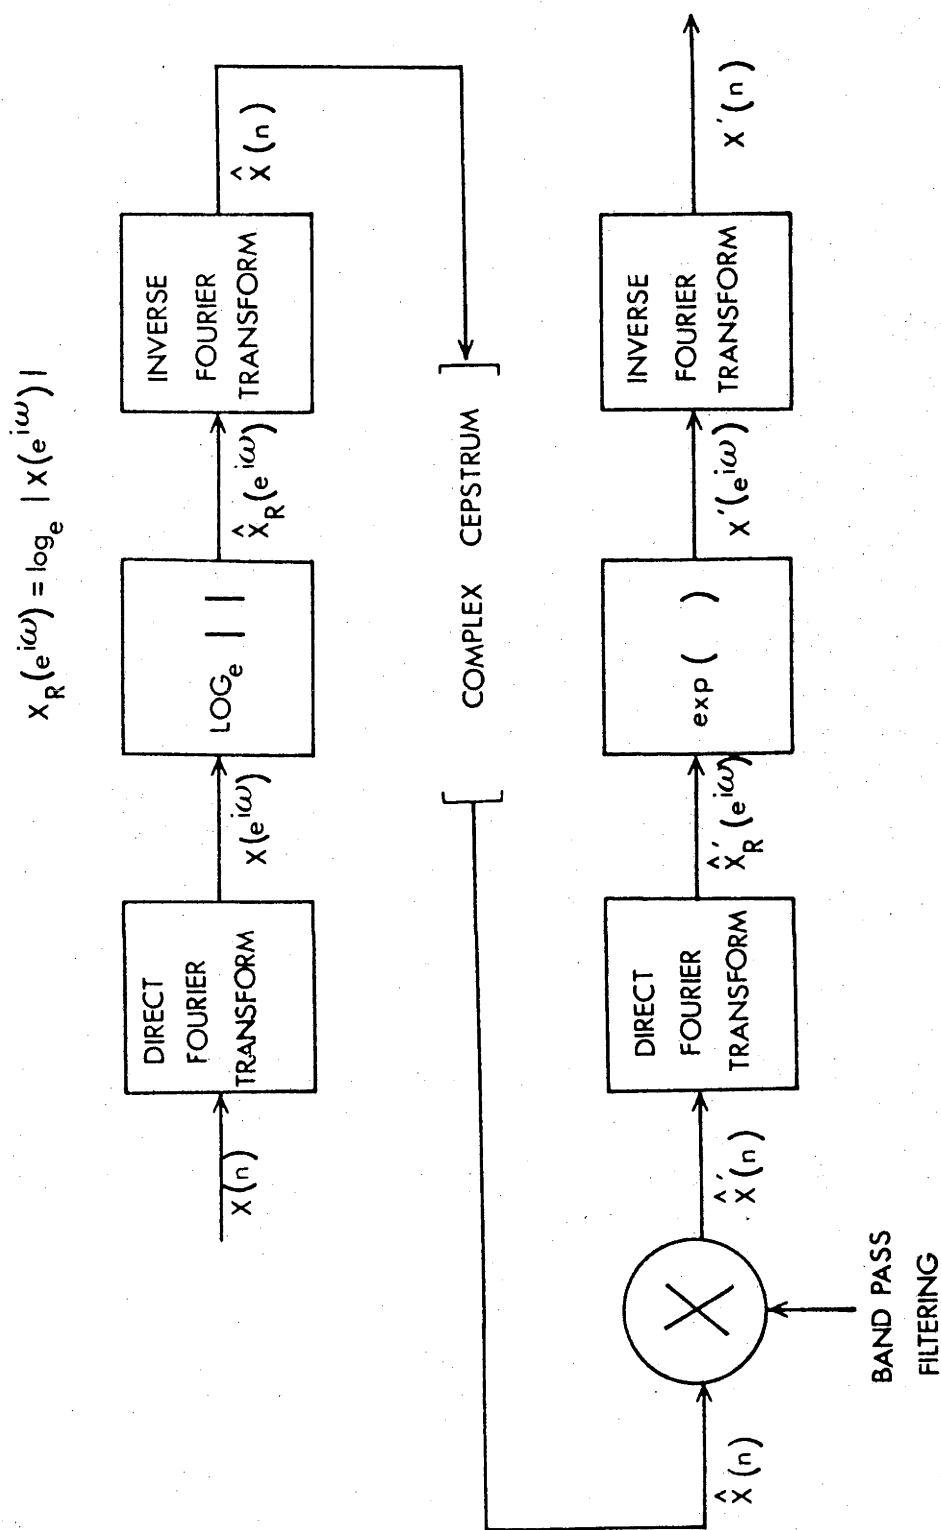 X_R(e^{iω}) = log_e | X(e^{iω}) |
X(n)
DIRECT
FOURIER
TRANSFORM
X(e^{iω})
LOG_e | |
X̂_R(e^{iω})
INVERSE
FOURIER
TRANSFORM
X̂(n)
[ COMPLEX CEPSTRUM ]
X̂(n)
BAND PASS
FILTERING
X̂'(n)
DIRECT
FOURIER
TRANSFORM
X̂'_R(e^{iω})
exp ( )
X'(e^{iω})
INVERSE
FOURIER
TRANSFORM
X'(n)